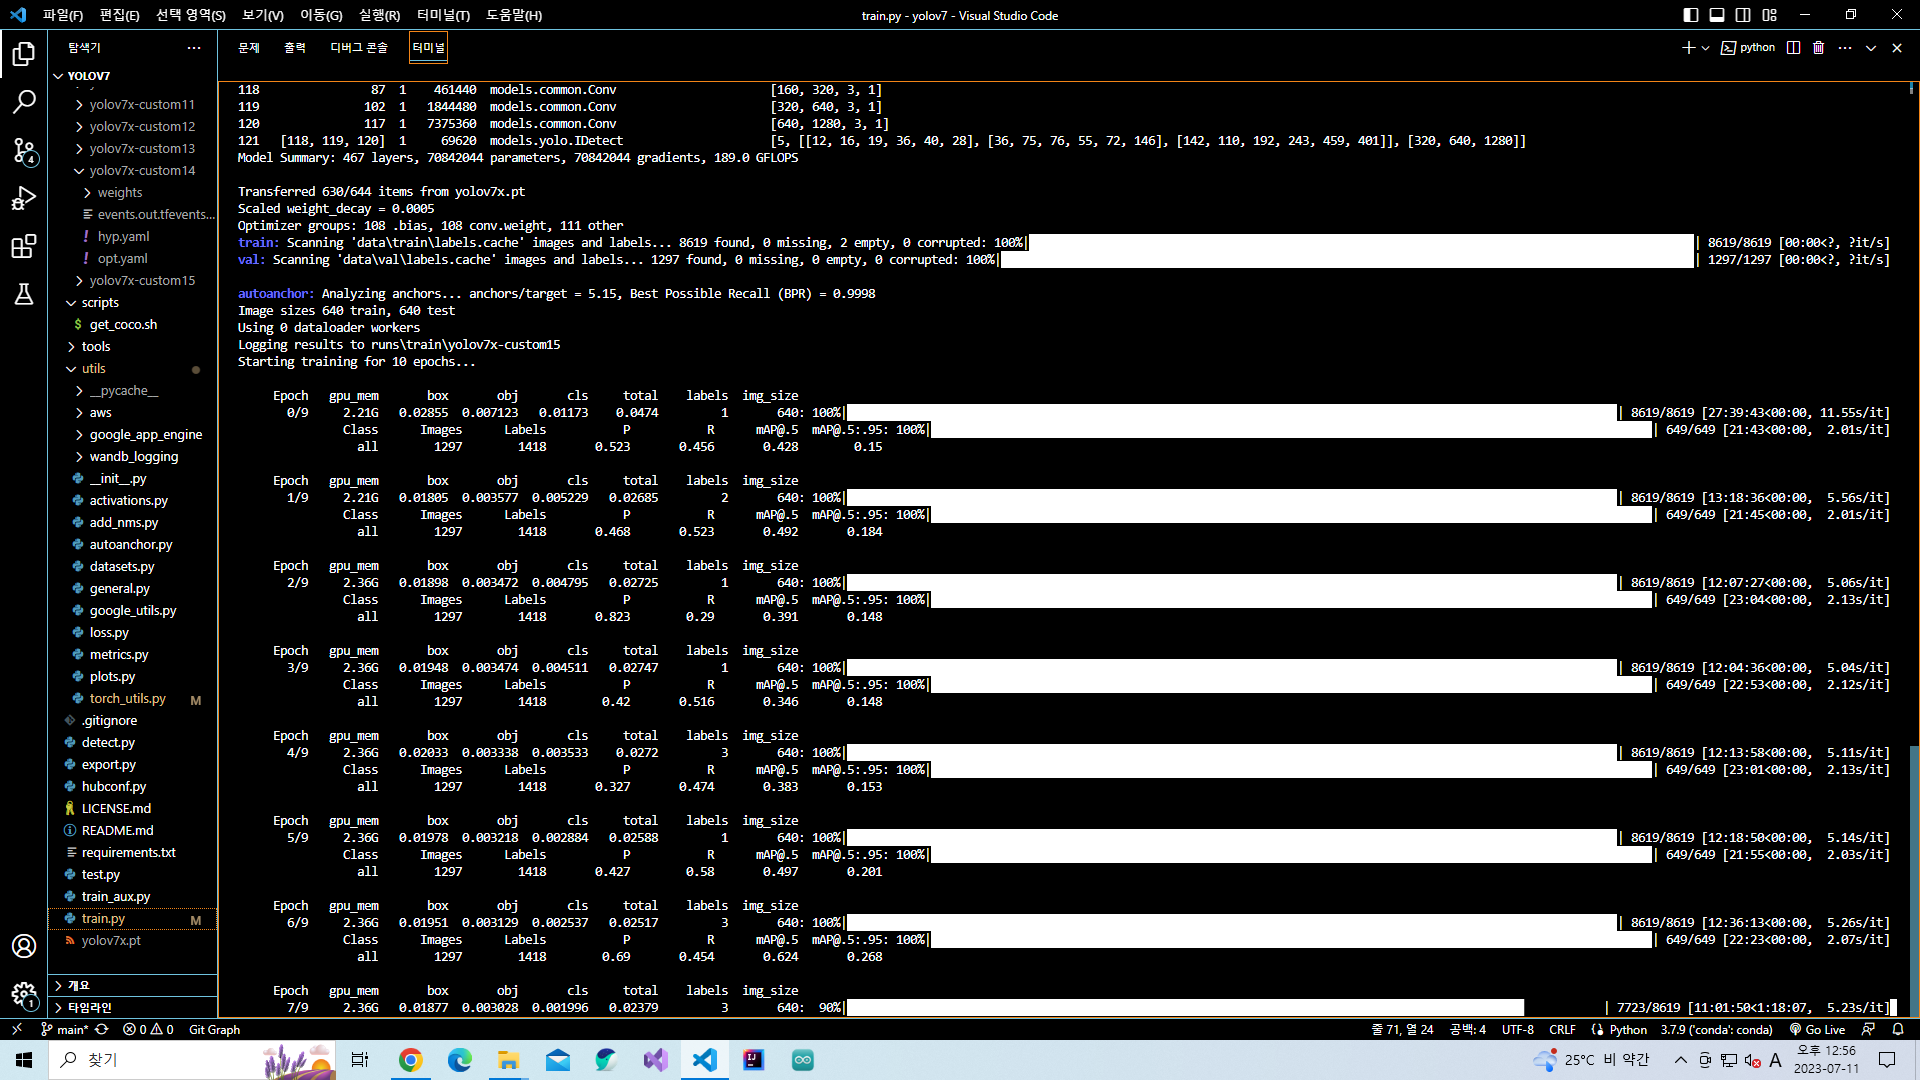 파일(F) 편집(E) 선택 영역(S) 보기(V) 이동(G) 실행(R) 터미널(T) 도움말(H)
train.py - yolov7 - Visual Studio Code
탐색기
YOLOV7
yolov7x-custom11
yolov7x-custom12
yolov7x-custom13
yolov7x-custom14
weights
events.out.tfevents...
hyp.yaml
opt.yaml
yolov7x-custom15
scripts
get_coco.sh
tools
utils
__pycache__
aws
google_app_engine
wandb_logging
__init__.py
activations.py
add_nms.py
autoanchor.py
datasets.py
general.py
google_utils.py
loss.py
metrics.py
plots.py
torch_utils.py M
.gitignore
detect.py
export.py
hubconf.py
LICENSE.md
README.md
requirements.txt
test.py
train_aux.py
train.py M
yolov7x.pt
개요
타임라인
문제 출력 디버그 콘솔 터미널
python
118 87 1 461440 models.common.Conv [160, 320, 3, 1]
119 102 1 1844480 models.common.Conv [320, 640, 3, 1]
120 117 1 7375360 models.common.Conv [640, 1280, 3, 1]
121 [118, 119, 120] 1 69620 models.yolo.IDetect [5, [[12, 16, 19, 36, 40, 28], [36, 75, 76, 55, 72, 146], [142, 110, 192, 243, 459, 401]], [320, 640, 1280]]
Model Summary: 467 layers, 70842044 parameters, 70842044 gradients, 189.0 GFLOPS
Transferred 630/644 items from yolov7x.pt
Scaled weight_decay = 0.0005
Optimizer groups: 108 .bias, 108 conv.weight, 111 other
train: Scanning 'data\train\labels.cache' images and labels... 8619 found, 0 missing, 2 empty, 0 corrupted: 100%| | 8619/8619 [00:00<?, ?it/s]
val: Scanning 'data\val\labels.cache' images and labels... 1297 found, 0 missing, 0 empty, 0 corrupted: 100%| | 1297/1297 [00:00<?, ?it/s]
autoanchor: Analyzing anchors... anchors/target = 5.15, Best Possible Recall (BPR) = 0.9998
Image sizes 640 train, 640 test
Using 0 dataloader workers
Logging results to runs\train\yolov7x-custom15
Starting training for 10 epochs...
Epoch gpu_mem box obj cls total labels img_size
0/9 2.21G 0.02855 0.007123 0.01173 0.0474 1 640: 100%| | 8619/8619 [27:39:43<00:00, 11.55s/it]
Class Images Labels P R mAP@.5 mAP@.5:.95: 100%| | 649/649 [21:43<00:00, 2.01s/it]
all 1297 1418 0.523 0.456 0.428 0.15
Epoch gpu_mem box obj cls total labels img_size
1/9 2.21G 0.01805 0.003577 0.005229 0.02685 2 640: 100%| | 8619/8619 [13:18:36<00:00, 5.56s/it]
Class Images Labels P R mAP@.5 mAP@.5:.95: 100%| | 649/649 [21:45<00:00, 2.01s/it]
all 1297 1418 0.468 0.523 0.492 0.184
Epoch gpu_mem box obj cls total labels img_size
2/9 2.36G 0.01898 0.003472 0.004795 0.02725 1 640: 100%| | 8619/8619 [12:07:27<00:00, 5.06s/it]
Class Images Labels P R mAP@.5 mAP@.5:.95: 100%| | 649/649 [23:04<00:00, 2.13s/it]
all 1297 1418 0.823 0.29 0.391 0.148
Epoch gpu_mem box obj cls total labels img_size
3/9 2.36G 0.01948 0.003474 0.004511 0.02747 1 640: 100%| | 8619/8619 [12:04:36<00:00, 5.04s/it]
Class Images Labels P R mAP@.5 mAP@.5:.95: 100%| | 649/649 [22:53<00:00, 2.12s/it]
all 1297 1418 0.42 0.516 0.346 0.148
Epoch gpu_mem box obj cls total labels img_size
4/9 2.36G 0.02033 0.003338 0.003533 0.0272 3 640: 100%| | 8619/8619 [12:13:58<00:00, 5.11s/it]
Class Images Labels P R mAP@.5 mAP@.5:.95: 100%| | 649/649 [23:01<00:00, 2.13s/it]
all 1297 1418 0.327 0.474 0.383 0.153
Epoch gpu_mem box obj cls total labels img_size
5/9 2.36G 0.01978 0.003218 0.002884 0.02588 1 640: 100%| | 8619/8619 [12:18:50<00:00, 5.14s/it]
Class Images Labels P R mAP@.5 mAP@.5:.95: 100%| | 649/649 [21:55<00:00, 2.03s/it]
all 1297 1418 0.427 0.58 0.497 0.201
Epoch gpu_mem box obj cls total labels img_size
6/9 2.36G 0.01951 0.003129 0.002537 0.02517 3 640: 100%| | 8619/8619 [12:36:13<00:00, 5.26s/it]
Class Images Labels P R mAP@.5 mAP@.5:.95: 100%| | 649/649 [22:23<00:00, 2.07s/it]
all 1297 1418 0.69 0.454 0.624 0.268
Epoch gpu_mem box obj cls total labels img_size
7/9 2.36G 0.01877 0.003028 0.001996 0.02379 3 640: 90%| | 7723/8619 [11:01:50<1:18:07, 5.23s/it]
main* 0 0 Git Graph
줄 71, 열 24 공백: 4 UTF-8 CRLF Python 3.7.9 ('conda': conda) Go Live
찾기
25°C 비 약간
A
오후 12:56
2023-07-11